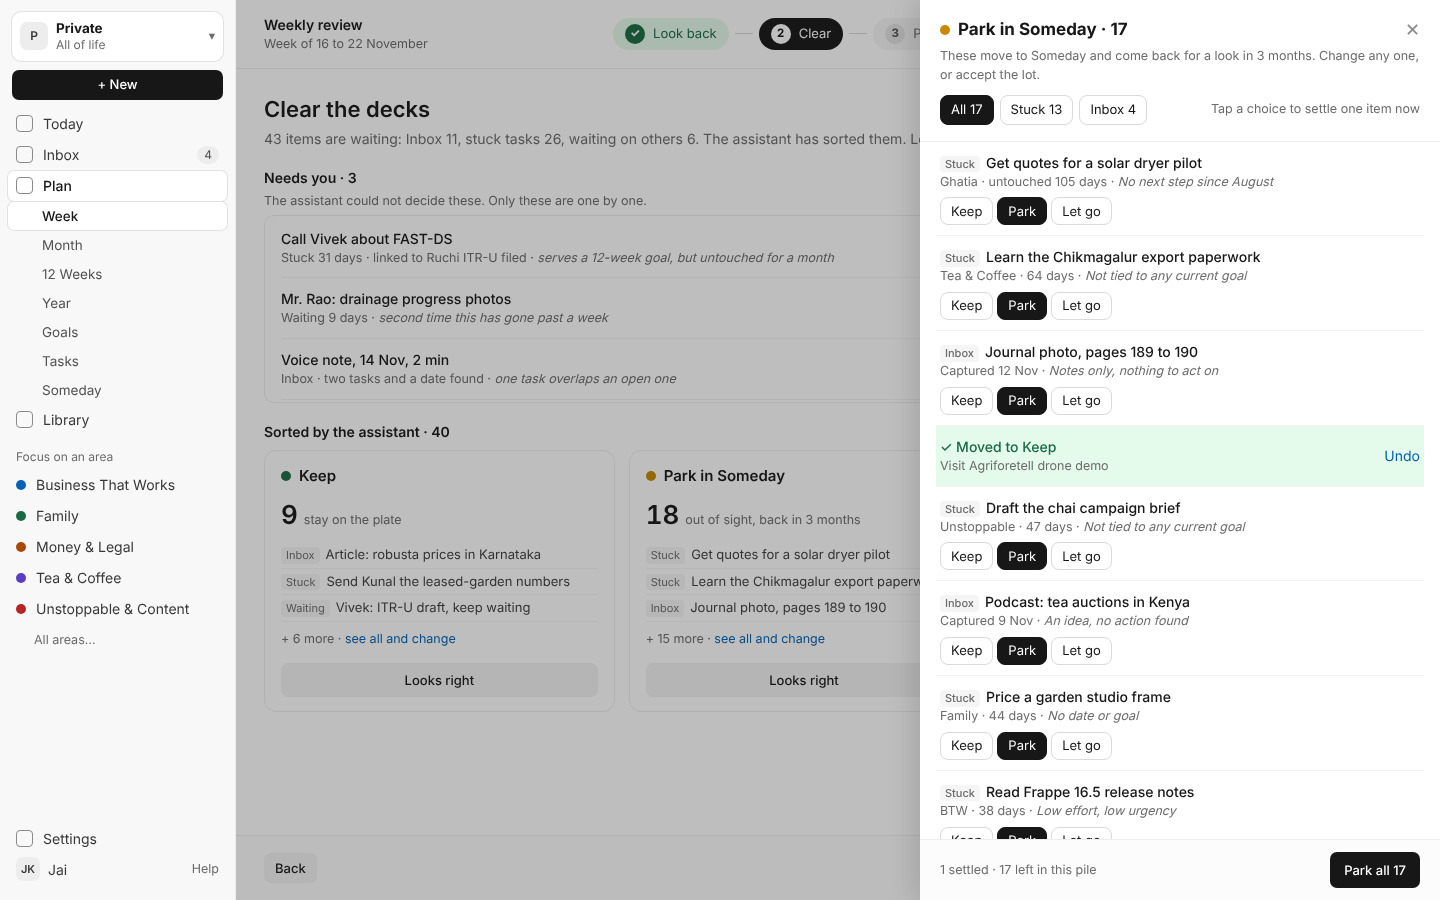 P
Private
All of life
+ New
Today
Inbox 4
Plan
Week
Month
12 Weeks
Year
Goals
Tasks
Someday
Library
Focus on an area
Business That Works
Family
Money & Legal
Tea & Coffee
Unstoppable & Content
All areas...
Settings
JK Jai Help
Weekly review
Week of 16 to 22 November
Look back
2 Clear
3 P
Clear the decks
43 items are waiting: Inbox 11, stuck tasks 26, waiting on others 6. The assistant has sorted them. L
Needs you · 3
The assistant could not decide these. Only these are one by one.
Call Vivek about FAST-DS
Stuck 31 days · linked to Ruchi ITR-U filed · serves a 12-week goal, but untouched for a month
Mr. Rao: drainage progress photos
Waiting 9 days · second time this has gone past a week
Voice note, 14 Nov, 2 min
Inbox · two tasks and a date found · one task overlaps an open one
Sorted by the assistant · 40
Keep
9 stay on the plate
Inbox Article: robusta prices in Karnataka
Stuck Send Kunal the leased-garden numbers
Waiting Vivek: ITR-U draft, keep waiting
+ 6 more · see all and change
Looks right
Park in Someday
18 out of sight, back in 3 months
Stuck Get quotes for a solar dryer pilot
Stuck Learn the Chikmagalur export paperw
Inbox Journal photo, pages 189 to 190
+ 15 more · see all and change
Looks right
Back
Park in Someday · 17
These move to Someday and come back for a look in 3 months. Change any one,
or accept the lot.
All 17 Stuck 13 Inbox 4 Tap a choice to settle one item now
Stuck Get quotes for a solar dryer pilot
Ghatia · untouched 105 days · No next step since August
Keep Park Let go
Stuck Learn the Chikmagalur export paperwork
Tea & Coffee · 64 days · Not tied to any current goal
Keep Park Let go
Inbox Journal photo, pages 189 to 190
Captured 12 Nov · Notes only, nothing to act on
Keep Park Let go
✓ Moved to Keep
Visit Agriforetell drone demo
Undo
Stuck Draft the chai campaign brief
Unstoppable · 47 days · Not tied to any current goal
Keep Park Let go
Inbox Podcast: tea auctions in Kenya
Captured 9 Nov · An idea, no action found
Keep Park Let go
Stuck Price a garden studio frame
Family · 44 days · No date or goal
Keep Park Let go
Stuck Read Frappe 16.5 release notes
BTW · 38 days · Low effort, low urgency
Keep Park Let go
1 settled · 17 left in this pile
Park all 17